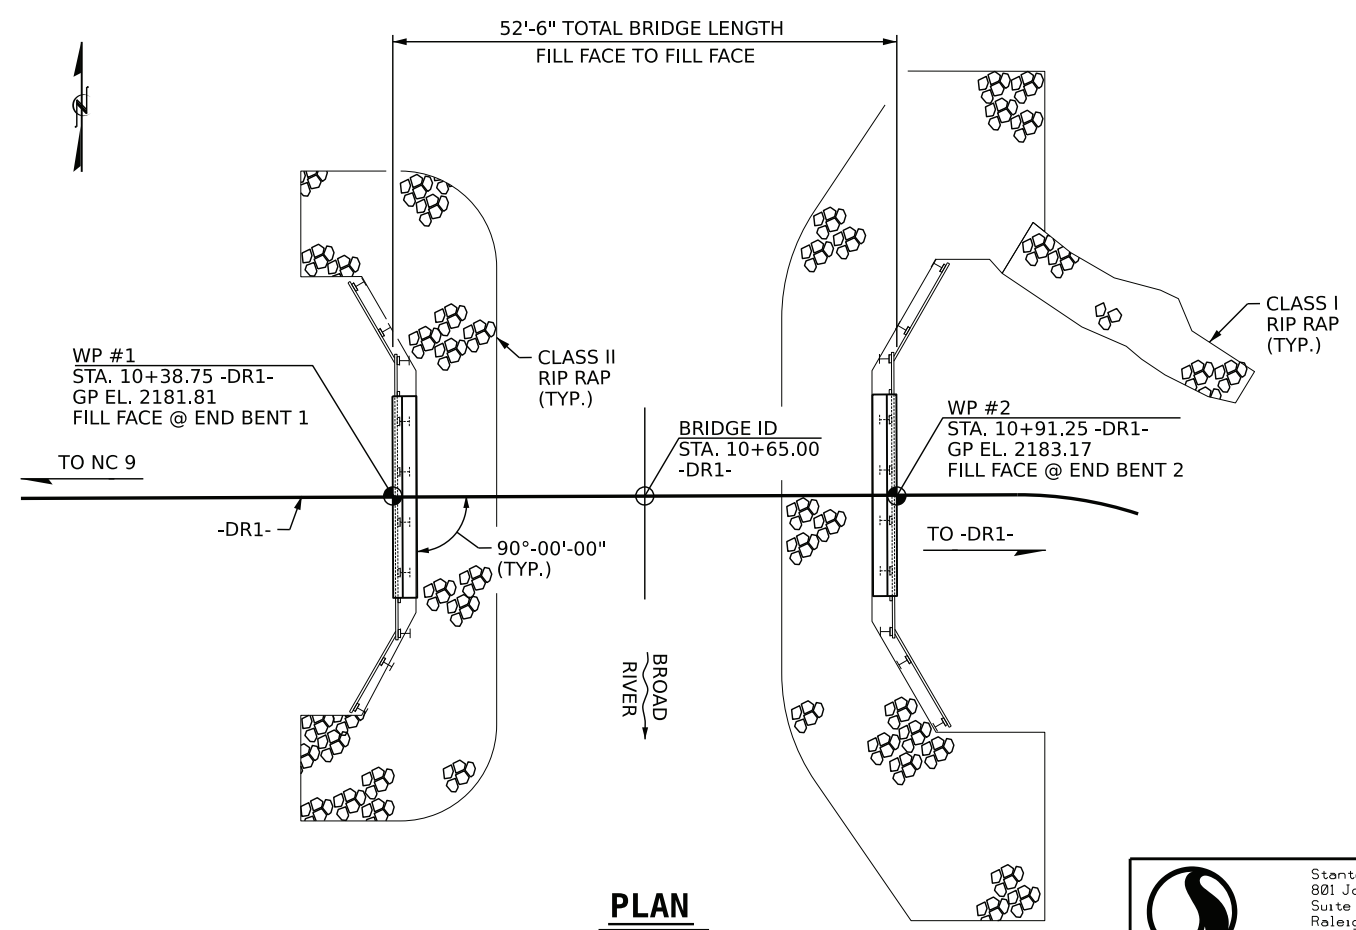 52'-6" TOTAL BRIDGE LENGTH
FILL FACE TO FILL FACE
N
CLASS I
RIP RAP
(TYP.)
WP #1
STA. 10+38.75 -DR1-
GP EL. 2181.81
FILL FACE @ END BENT 1
CLASS II
RIP RAP
(TYP.)
WP #2
STA. 10+91.25 -DR1-
GP EL. 2183.17
FILL FACE @ END BENT 2
BRIDGE ID
STA. 10+65.00
-DR1-
TO NC 9
-DR1-
90°-00'-00"
(TYP.)
TO -DR1-
BROAD
RIVER
PLAN
Suite